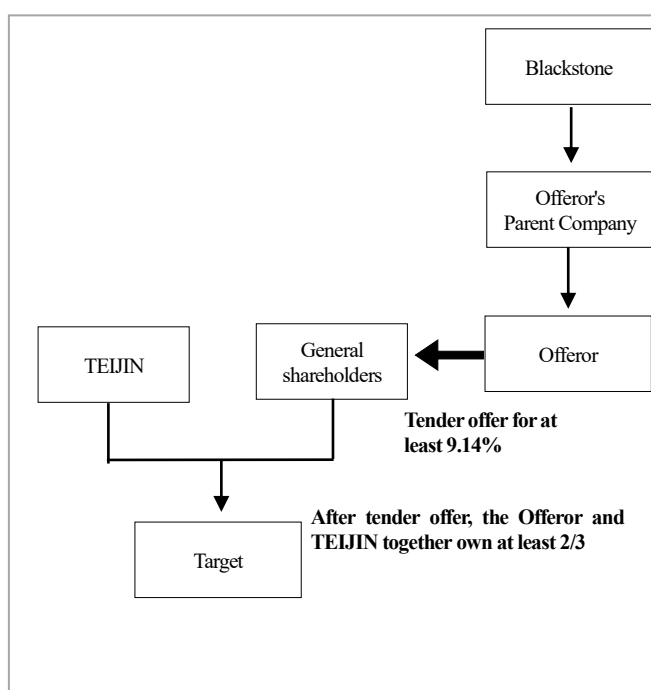 Blackstone
Offeror's
Parent Company
TEIJIN
General
shareholders
Offeror
Tender offer for at
least 9.14%
After tender offer, the Offeror and
TEIJIN together own at least 2/3
Target